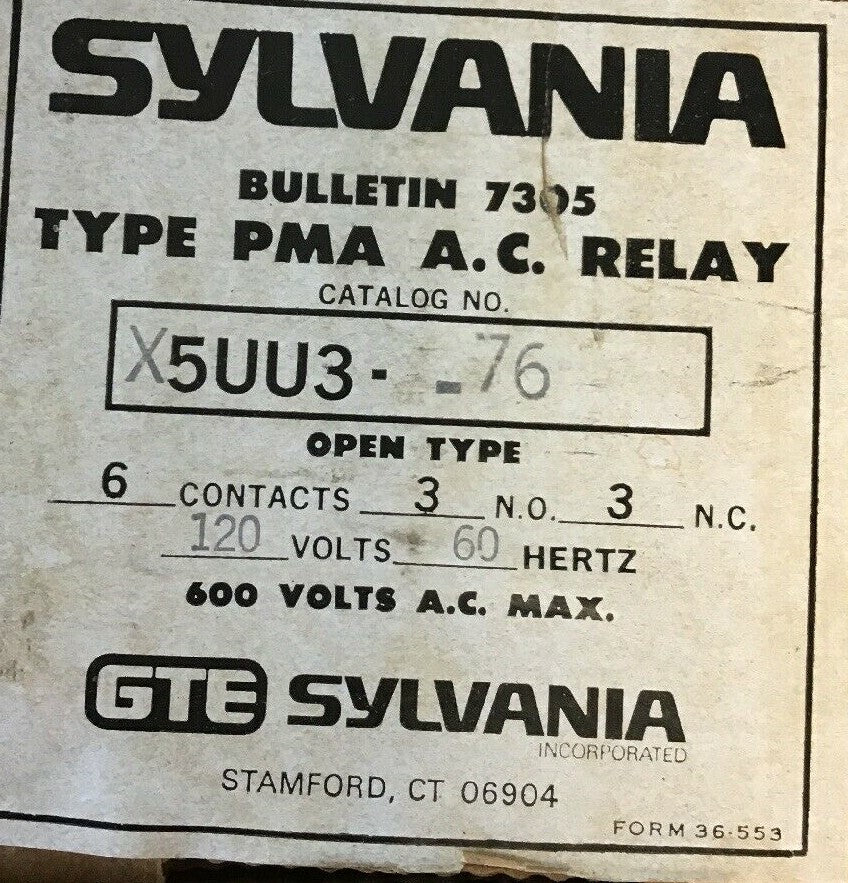 SYLVANIA
BULLETIN 7305
TYPE PMA A.C. RELAY
CATALOG NO.
X5UU3- -76
OPEN TYPE
6 CONTACTS 3 N.O. 3 N.C.
120 VOLTS 60 HERTZ
600 VOLTS A.C. MAX.
GTE SYLVANIA
INCORPORATED
STAMFORD, CT 06904
FORM 36-553